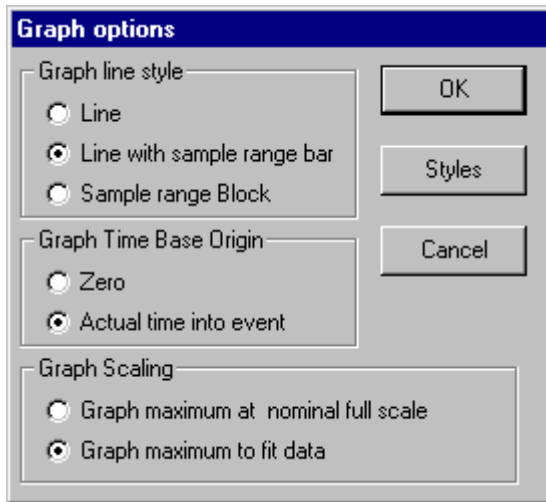 Graph options
Graph line style
Line
Line with sample range bar
Sample range Block
OK
Styles
Cancel
Graph Time Base Origin
Zero
Actual time into event
Graph Scaling
Graph maximum at nominal full scale
Graph maximum to fit data